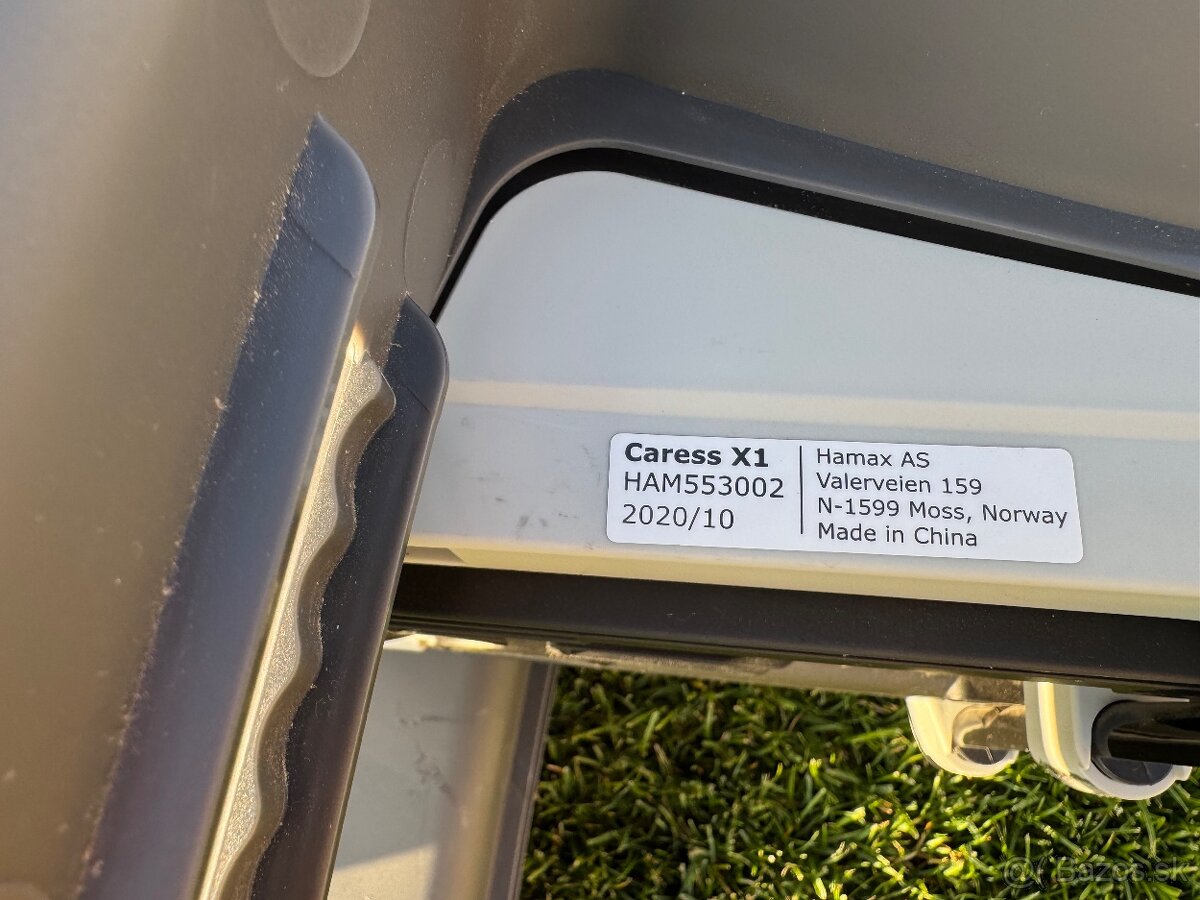 Caress X1
HAM553002
2020/10
Hamax AS
Valerveien 159
N-1599 Moss, Norway
Made in China
Bazos.sk